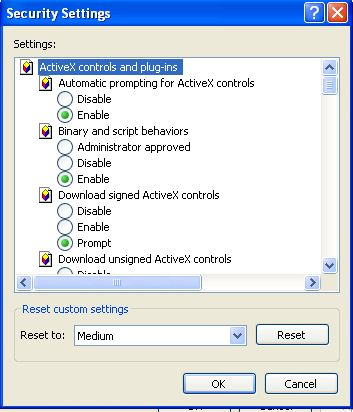 Security Settings
Settings:
ActiveX controls and plug-ins
Automatic prompting for ActiveX controls
Disable
Enable
Binary and script behaviors
Administrator approved
Disable
Enable
Download signed ActiveX controls
Disable
Enable
Prompt
Download unsigned ActiveX controls
Disable
Reset custom settings
Reset to: Medium Reset
OK Cancel